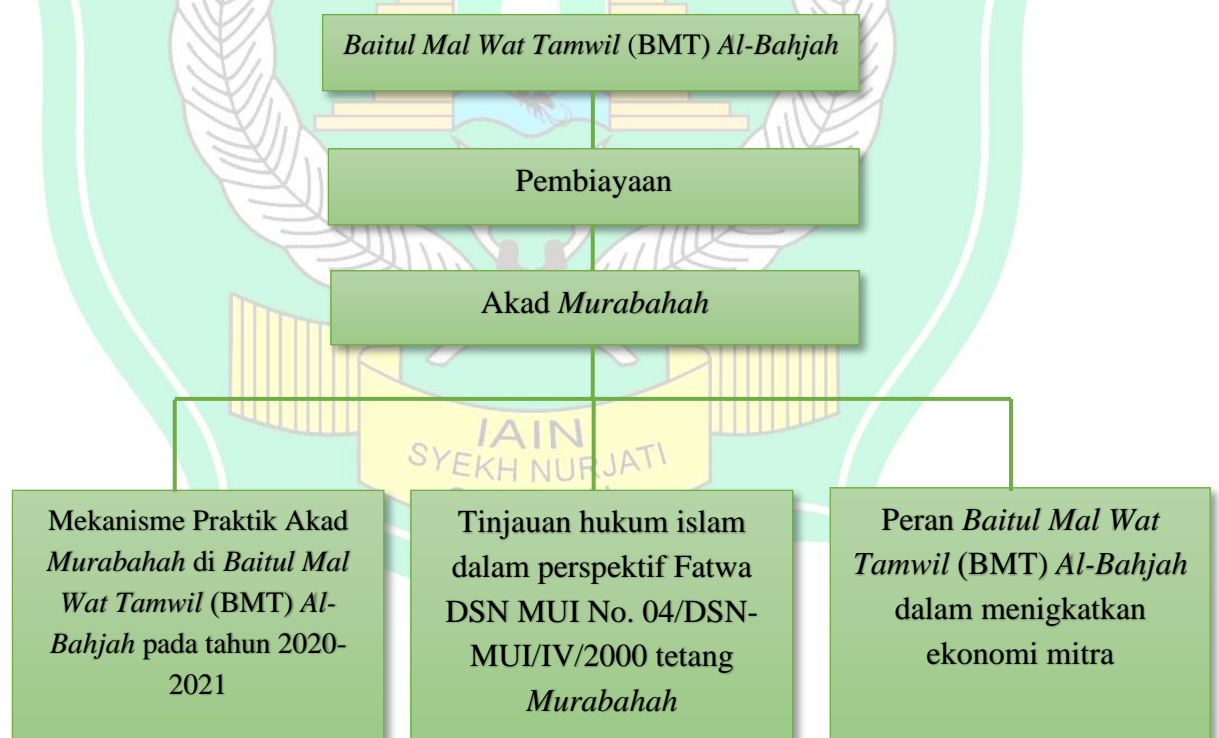 Baitul Mal Wat Tamwil (BMT) Al-Bahjah
Pembiayaan
Akad Murabahah
IAIN
SYEKH NURJATI
Mekanisme Praktik Akad
Murabahah di Baitul Mal
Wat Tamwil (BMT) Al-
Bahjah pada tahun 2020-
2021
Tinjauan hukum islam
dalam perspektif Fatwa
DSN MUI No. 04/DSN-
MUI/IV/2000 tetang
Murabahah
Peran Baitul Mal Wat
Tamwil (BMT) Al-Bahjah
dalam menigkatkan
ekonomi mitra